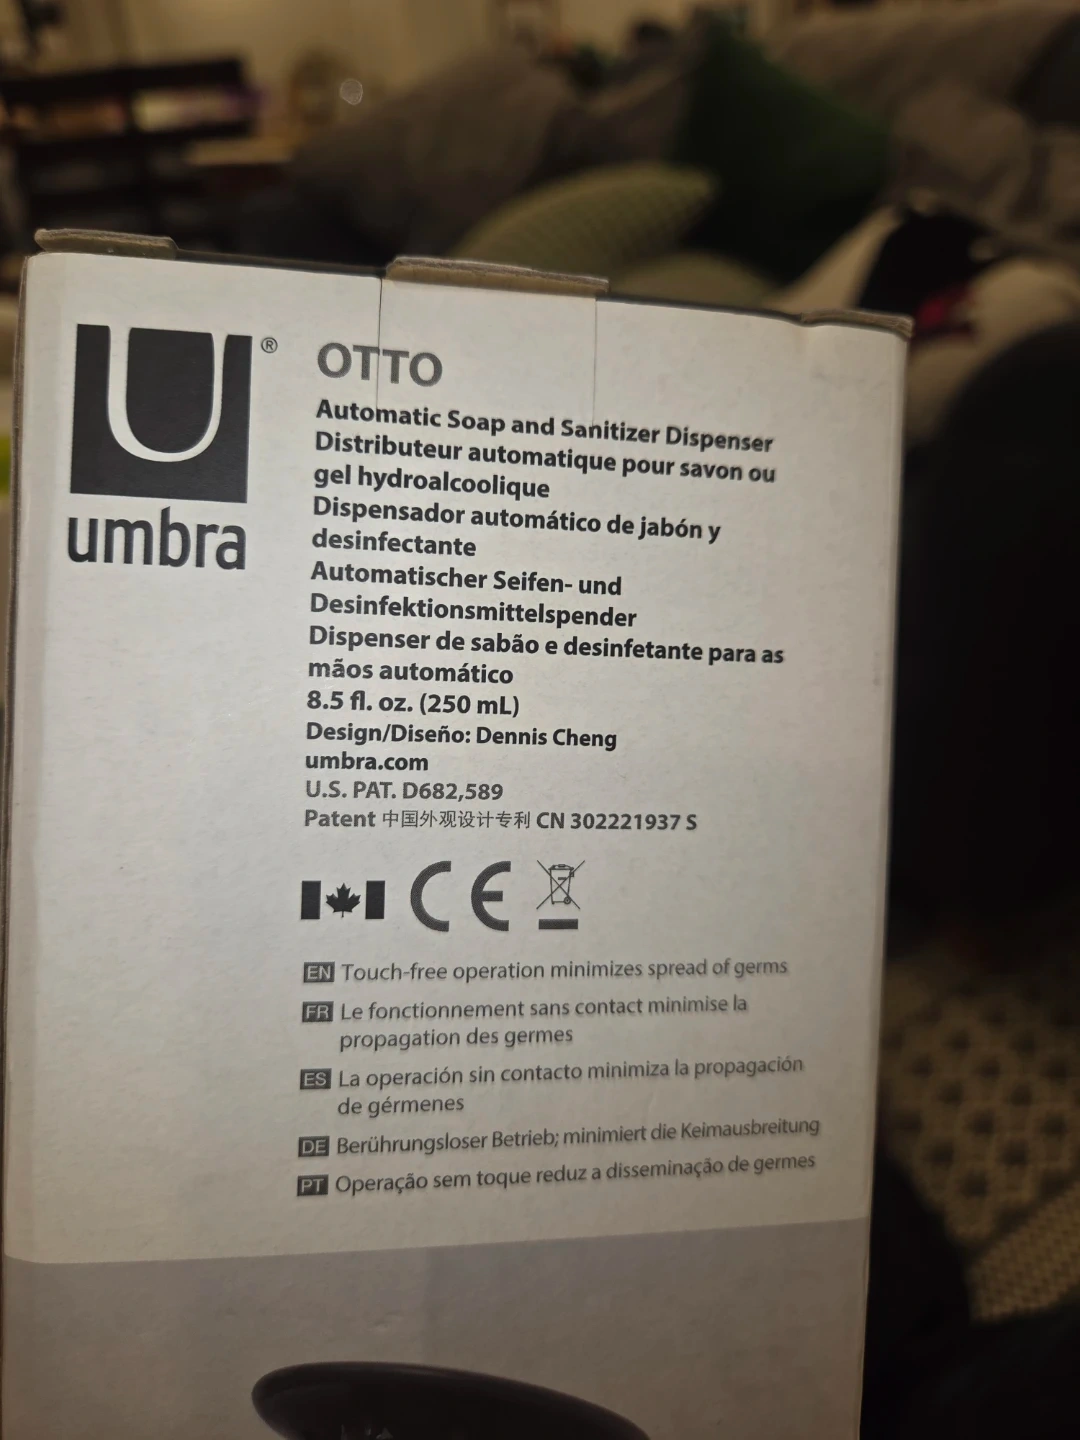 umbra
®
OTTO
Automatic Soap and Sanitizer Dispenser
Distributeur automatique pour savon ou
gel hydroalcoolique
Dispensador automático de jabón y
desinfectante
Automatischer Seifen- und
Desinfektionsmittelspender
Dispenser de sabão e desinfetante para as
mãos automático
8.5 fl. oz. (250 mL)
Design/Diseño: Dennis Cheng
umbra.com
U.S. PAT. D682,589
Patent 中国外观设计专利 CN 302221937 S
CE
EN Touch-free operation minimizes spread of germs
FR Le fonctionnement sans contact minimise la
propagation des germes
ES La operación sin contacto minimiza la propagación
de gérmenes
DE Berührungsloser Betrieb; minimiert die Keimausbreitung
PT Operação sem toque reduz a disseminação de germes